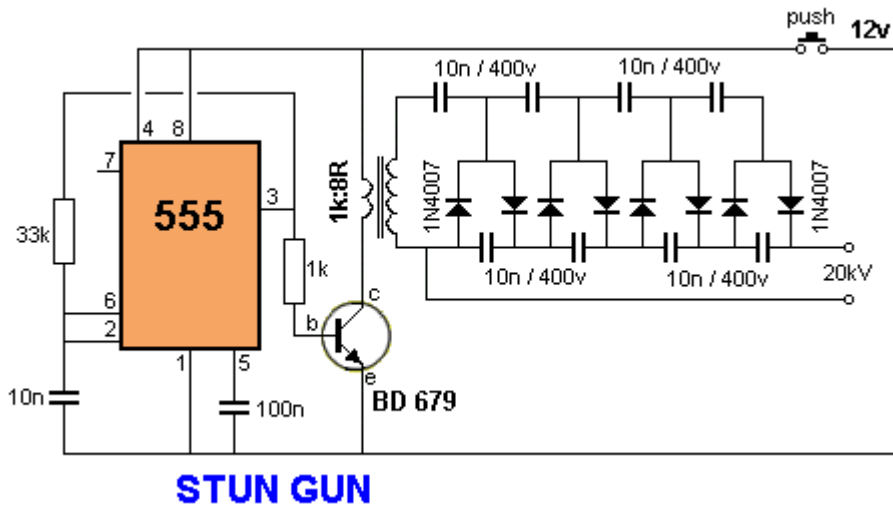 push
12v
10n / 400v
10n / 400v
4
8
7
3
555
33k
1k:8R
1N4007
1N4007
1k
6
2
10n / 400v
10n / 400v
20kV
c
b
e
1
5
10n
100n
BD 679
STUN GUN